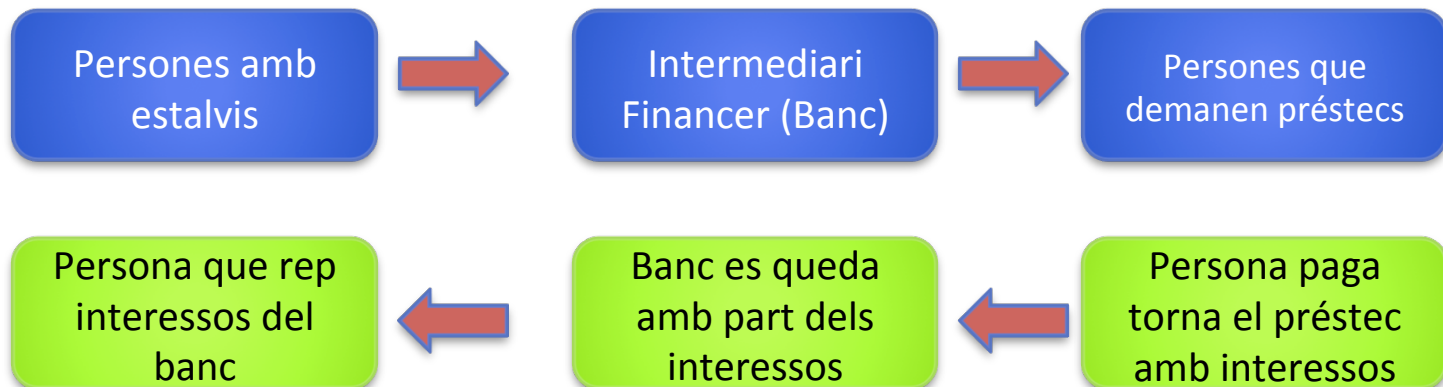 Persones amb
estalvis
Intermediari
Financer (Banc)
Persones que
demanen préstecs
Persona que rep
interessos del
banc
Banc es queda
amb part dels
interessos
Persona paga
torna el préstec
amb interessos